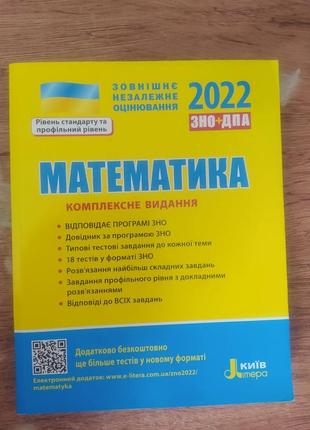 ЗОВНІШНЄ
НЕЗАЛЕЖНЕ
ОЦІНЮВАННЯ
2022
ЗНО+ДПА
Рівень стандарту та
профільний рівень
МАТЕМАТИКА
КОМПЛЕКСНЕ ВИДАННЯ
• ВІДПОВІДАЄ ПРОГРАМІ ЗНО
• Довідник за програмою ЗНО
• Типові тестові завдання до кожної теми
• 18 тестів у форматі ЗНО
• Розв'язання найбільш складних завдань
• Завдання профільного рівня з докладними
розв'язаннями
• Відповіді до ВСІХ завдань
Додатково безкоштовно
ще більше тестів у новому форматі
Електронний додаток: www.e-litera.com.ua/zno2022/
matematyka
КИЇВ
Літера